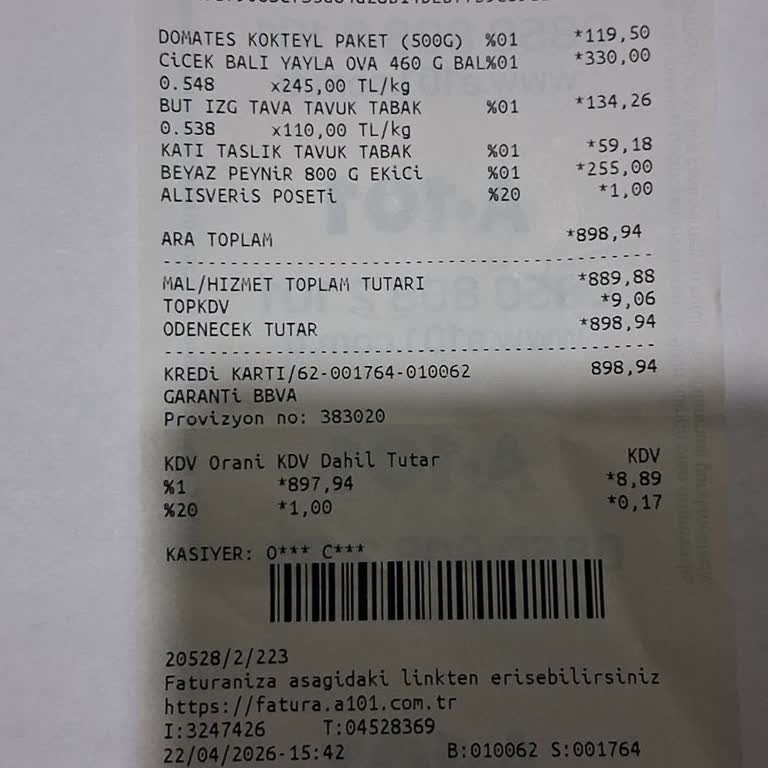 DOMATES KOKTEYL PAKET (500G) %01 *119,50
CiCEK BALI YAYLA OVA 460 G BAL%01 *330,00
0.548 x245,00 TL/kg
BUT IZG TAVA TAVUK TABAK %01 *134,26
0.538 x110,00 TL/kg
KATI TASLIK TAVUK TABAK %01 *59,18
BEYAZ PEYNiR 800 G EKiCi %01 *255,00
ALISVERiS POSETi %20 *1,00
ARA TOPLAM *898,94
MAL/HIZMET TOPLAM TUTARI *889,88
TOPKDV *9,06
ODENECEK TUTAR *898,94
KREDi KARTI/62-001764-010062 898,94
GARANTi BBVA
Provizyon no: 383020
KDV Orani KDV Dahil Tutar KDV
%1 *897,94 *8,89
%20 *1,00 *0,17
KASIYER: O*** C***
20528/2/223
Faturaniza asagidaki linkten erisebilirsiniz
https://fatura.a101.com.tr
I:3247426 T:04528369
22/04/2026-15:42 B:010062 S:001764